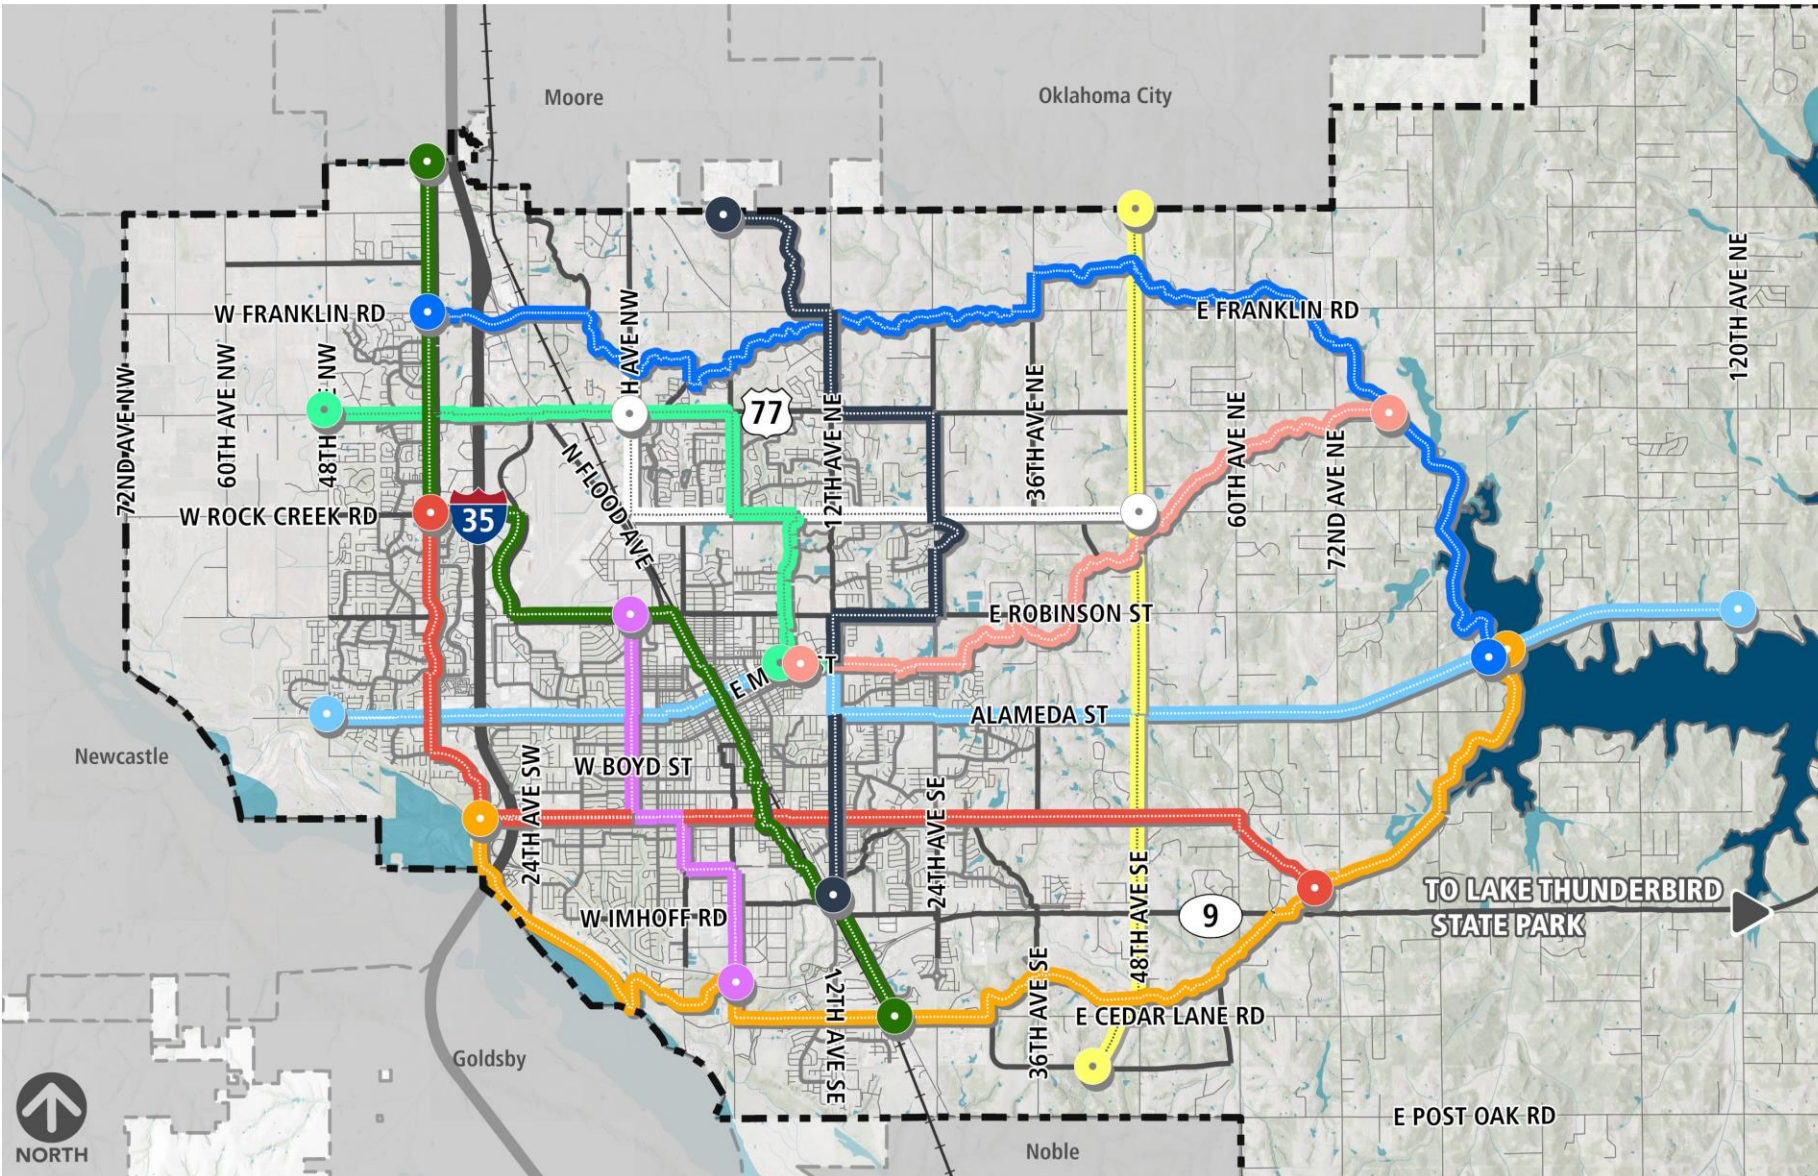 Moore
Oklahoma City
W FRANKLIN RD
E FRANKLIN RD
72ND AVE NW
60TH AVE NW
48TH
NW
H AVE NW
77
12TH AVE NE
36TH AVE NE
60TH AVE NE
72ND AVE NE
120TH AVE NE
W ROCK CREEK RD
35
N FLOOD AVE
E ROBINSON ST
E M
T
ALAMEDA ST
Newcastle
W BOYD ST
24TH AVE SW
24TH AVE SE
48TH AVE SE
W IMHOFF RD
9
TO LAKE THUNDERBIRD
STATE PARK
12TH AVE SE
36TH AVE SE
E CEDAR LANE RD
Goldsby
NORTH
Noble
E POST OAK RD